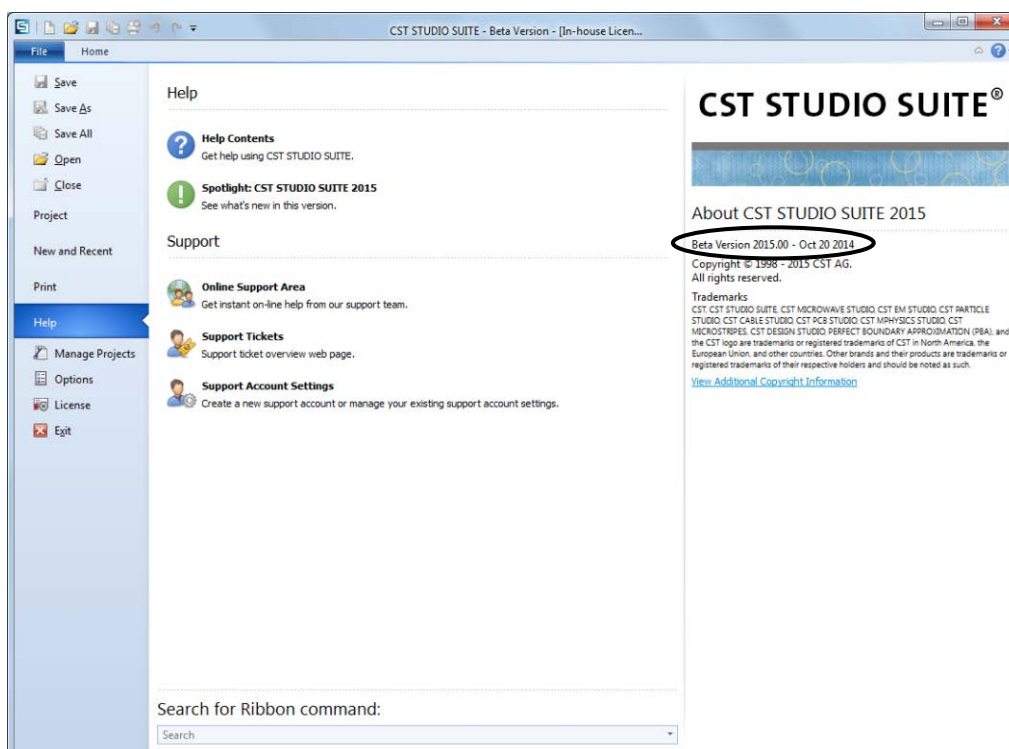 CST STUDIO SUITE - Beta Version - [In-house Licen...
File Home
Save
Save As
Save All
Open
Close
Project
New and Recent
Print
Help
Manage Projects
Options
License
Exit
Help
Help Contents
Get help using CST STUDIO SUITE.
Spotlight: CST STUDIO SUITE 2015
See what's new in this version.
Support
Online Support Area
Get instant on-line help from our support team.
Support Tickets
Support ticket overview web page.
Support Account Settings
Create a new support account or manage your existing support account settings.
Search for Ribbon command:
Search
CST STUDIO SUITE®
About CST STUDIO SUITE 2015
Beta Version 2015.00 - Oct 20 2014
Copyright © 1998 - 2015 CST AG.
All rights reserved.
Trademarks
CST, CST STUDIO SUITE, CST MICROWAVE STUDIO, CST EM STUDIO, CST PARTICLE
STUDIO, CST CABLE STUDIO, CST PCB STUDIO, CST MPHYSICS STUDIO, CST
MICROSTRIPES, CST DESIGN STUDIO, PERFECT BOUNDARY APPROXIMATION (PBA), and
the CST logo are trademarks or registered trademarks of CST in North America, the
European Union, and other countries. Other brands and their products are trademarks or
registered trademarks of their respective holders and should be noted as such.
View Additional Copyright Information